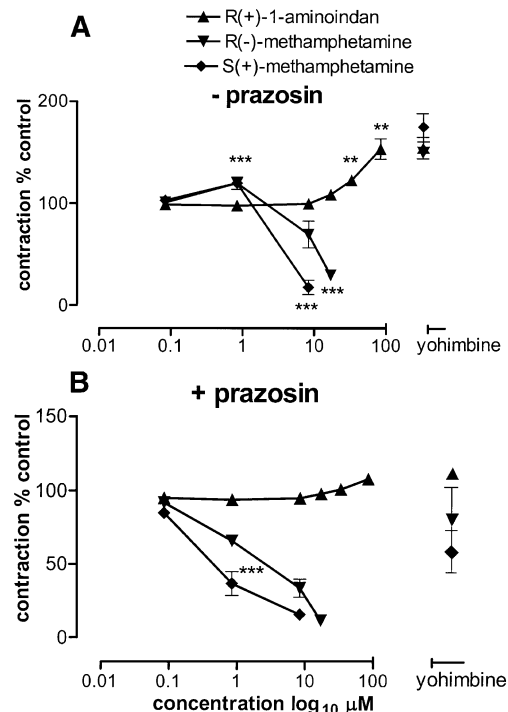 A
R(+)-1-aminoindan
R(-)-methamphetamine
S(+)-methamphetamine
- prazosin
contraction % control
200
100
0
***
**
**
***
***
0.01 0.1 1 10 100 yohimbine
B
+ prazosin
contraction % control
150
100
50
0
***
0.01 0.1 1 10 100 yohimbine
concentration log10 µM